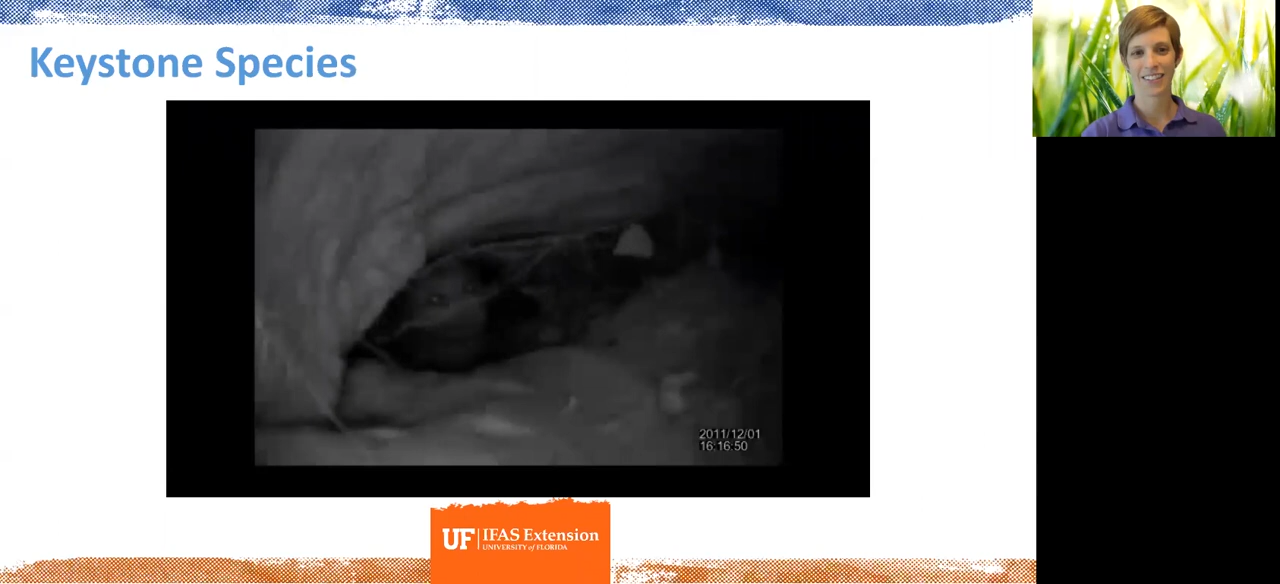 Keystone Species
2011/12/01
16:16:50
UF IFAS Extension
UNIVERSITY of FLORIDA